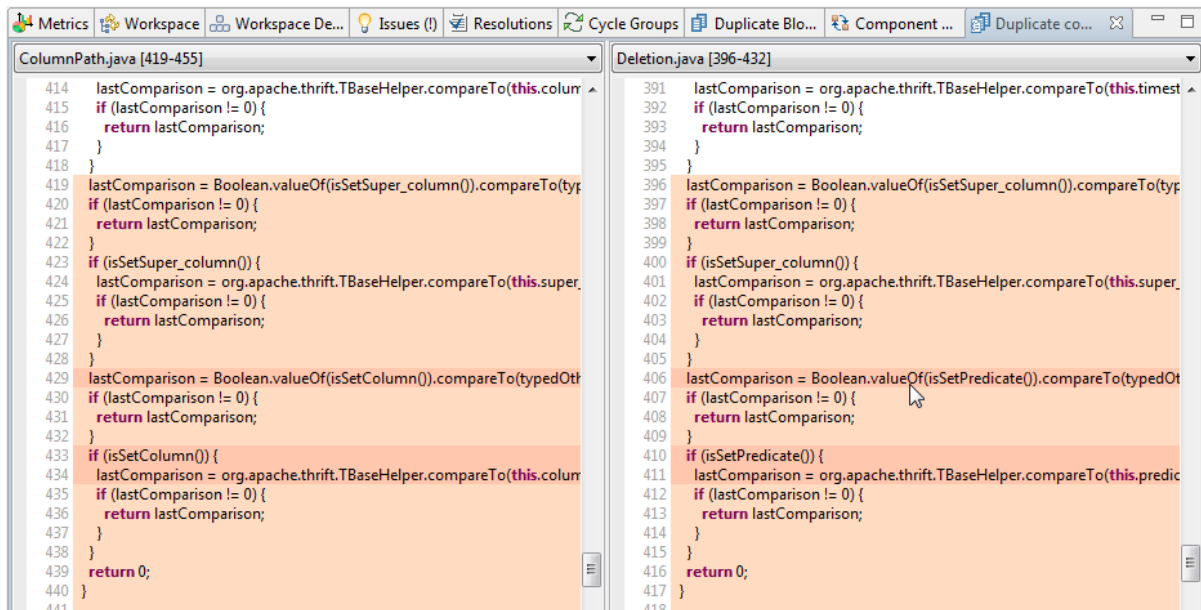 Metrics Workspace Workspace De... Issues (!) Resolutions Cycle Groups Duplicate Blo... Component ... Duplicate co...
ColumnPath.java [419-455]
414 lastComparison = org.apache.thrift.TBaseHelper.compareTo(this.colum
415 if (lastComparison != 0) {
416 return lastComparison;
417 }
418 }
419 lastComparison = Boolean.valueOf(isSetSuper_column()).compareTo(typ
420 if (lastComparison != 0) {
421 return lastComparison;
422 }
423 if (isSetSuper_column()) {
424 lastComparison = org.apache.thrift.TBaseHelper.compareTo(this.super_
425 if (lastComparison != 0) {
426 return lastComparison;
427 }
428 }
429 lastComparison = Boolean.valueOf(isSetColumn()).compareTo(typedOth
430 if (lastComparison != 0) {
431 return lastComparison;
432 }
433 if (isSetColumn()) {
434 lastComparison = org.apache.thrift.TBaseHelper.compareTo(this.colum
435 if (lastComparison != 0) {
436 return lastComparison;
437 }
438 }
439 return 0;
440 }
441
Deletion.java [396-432]
391 lastComparison = org.apache.thrift.TBaseHelper.compareTo(this.timest
392 if (lastComparison != 0) {
393 return lastComparison;
394 }
395 }
396 lastComparison = Boolean.valueOf(isSetSuper_column()).compareTo(typ
397 if (lastComparison != 0) {
398 return lastComparison;
399 }
400 if (isSetSuper_column()) {
401 lastComparison = org.apache.thrift.TBaseHelper.compareTo(this.super_
402 if (lastComparison != 0) {
403 return lastComparison;
404 }
405 }
406 lastComparison = Boolean.valueOf(isSetPredicate()).compareTo(typedOt
407 if (lastComparison != 0) {
408 return lastComparison;
409 }
410 if (isSetPredicate()) {
411 lastComparison = org.apache.thrift.TBaseHelper.compareTo(this.predic
412 if (lastComparison != 0) {
413 return lastComparison;
414 }
415 }
416 return 0;
417 }
418